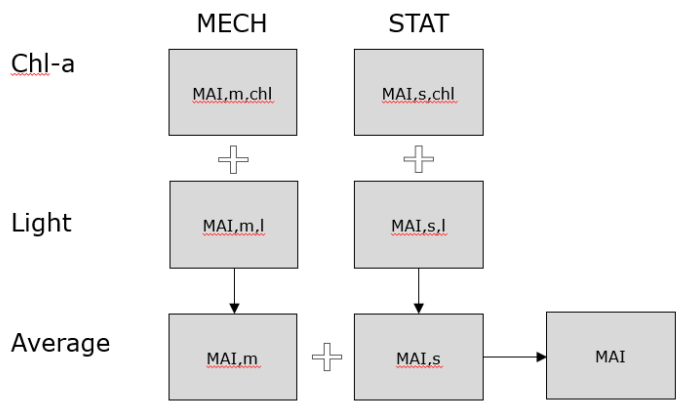 MECH STAT
Chl-a MAI,m,chl MAI,s,chl
Light MAI,m,l MAI,s,l
Average MAI,m MAI,s MAI